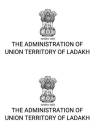 THE ADMINISTRATION OF
UNION TERRITORY OF LADAKH
THE ADMINISTRATION OF
UNION TERRITORY OF LADAKH